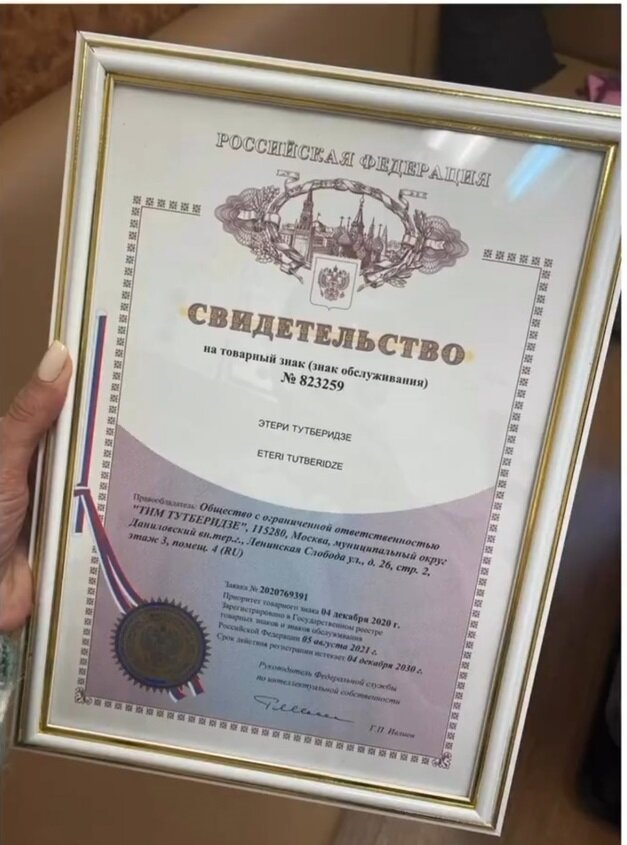 РОССИЙСКАЯ ФЕДЕРАЦИЯ
СВИДЕТЕЛЬСТВО
на товарный знак (знак обслуживания)
№ 823259
ЭТЕРИ ТУТБЕРИДЗЕ
ETERI TUTBERIDZE
Правообладатель: Общество с ограниченной ответственностью
"ТИМ ТУТБЕРИДЗЕ", 115280, Москва, муниципальный округ
Даниловский вн.тер.г., Ленинская Слобода ул., д. 26, стр. 2,
этаж 3, помещ. 4 (RU)
Заявка № 2020769391
Приоритет товарного знака 04 декабря 2020 г.
Зарегистрировано в Государственном реестре
товарных знаков и знаков обслуживания
Российской Федерации 05 августа 2021 г.
Срок действия регистрации истекает 04 декабря 2030 г.
Руководитель Федеральной службы
по интеллектуальной собственности
Г.П. Ивлиев